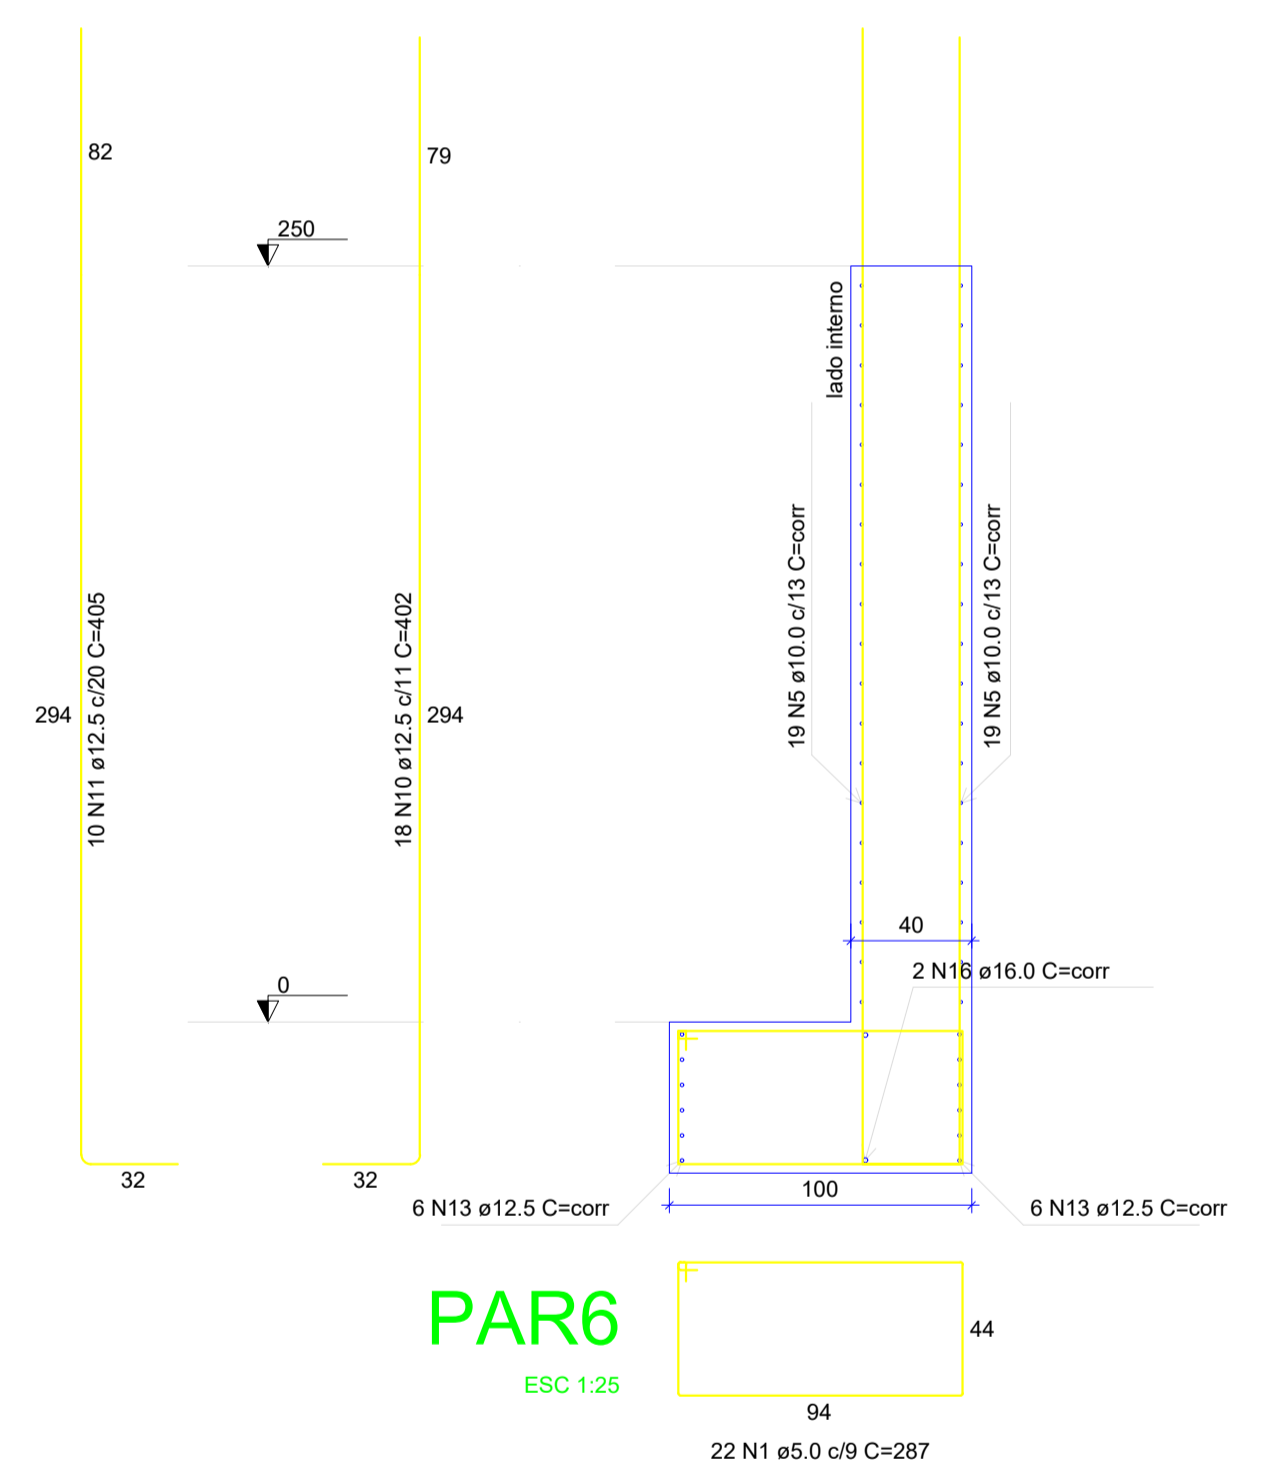 82
79
250
lado interno
10 N11 ø12.5 c/20 C=405
18 N10 ø12.5 c/11 C=402
19 N5 ø10.0 c/13 C=corr
19 N5 ø10.0 c/13 C=corr
294
294
40
2 N16 ø16.0 C=corr
0
32
32
100
6 N13 ø12.5 C=corr
6 N13 ø12.5 C=corr
PAR6
ESC 1:25
44
94
22 N1 ø5.0 c/9 C=287